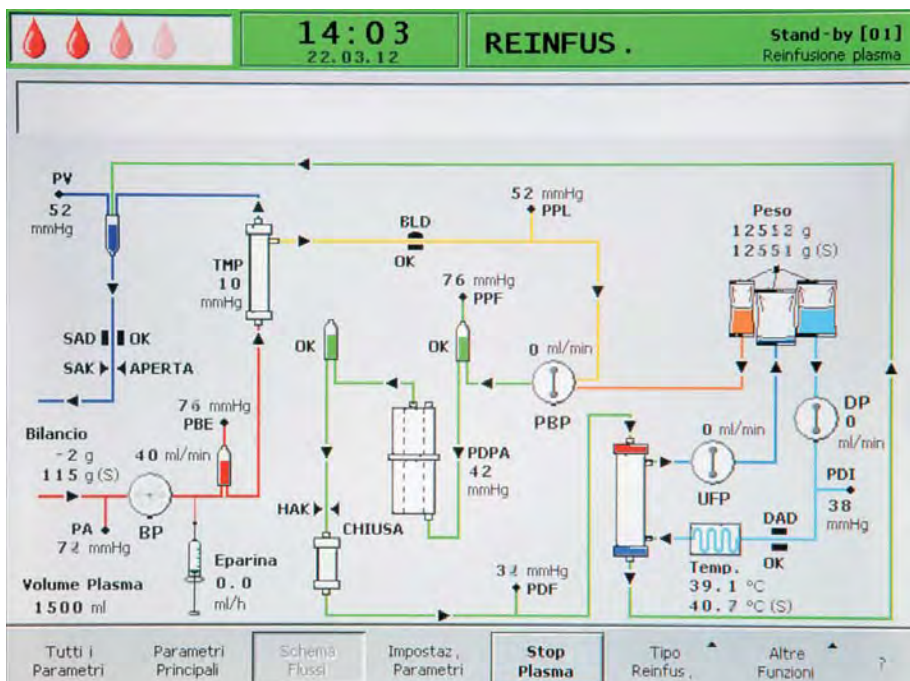 14:03
22.03.12
REINFUS.
Stand-by [01]
Reinfusione plasma
PV
52
mmHg
TMP
10
mmHg
BLD
OK
52 mmHg
PPL
Peso
12513 g
12551 g (S)
SAD OK
SAK APERTA
OK
76 mmHg
PPF
OK
0 ml/min
PBP
DP
0
ml/min
76 mmHg
PBE
Bilancio
-2 g
115 g (S)
40 ml/min
BP
PA
mmHg
PDPA
42
mmHg
0 ml/min
UFP
PDI
38
mmHg
HAK
CHIUSA
DAD
OK
Eparina
0.0
ml/h
mmHg
PDF
Temp.
39.1 °C
40.7 °C (S)
Volume Plasma
1500 ml
Tutti i
Parametri
Parametri
Principali
Schema
Flussi
Impostaz.
Parametri
Stop
Plasma
Tipo
Reinfus.
Altre
Funzioni
?